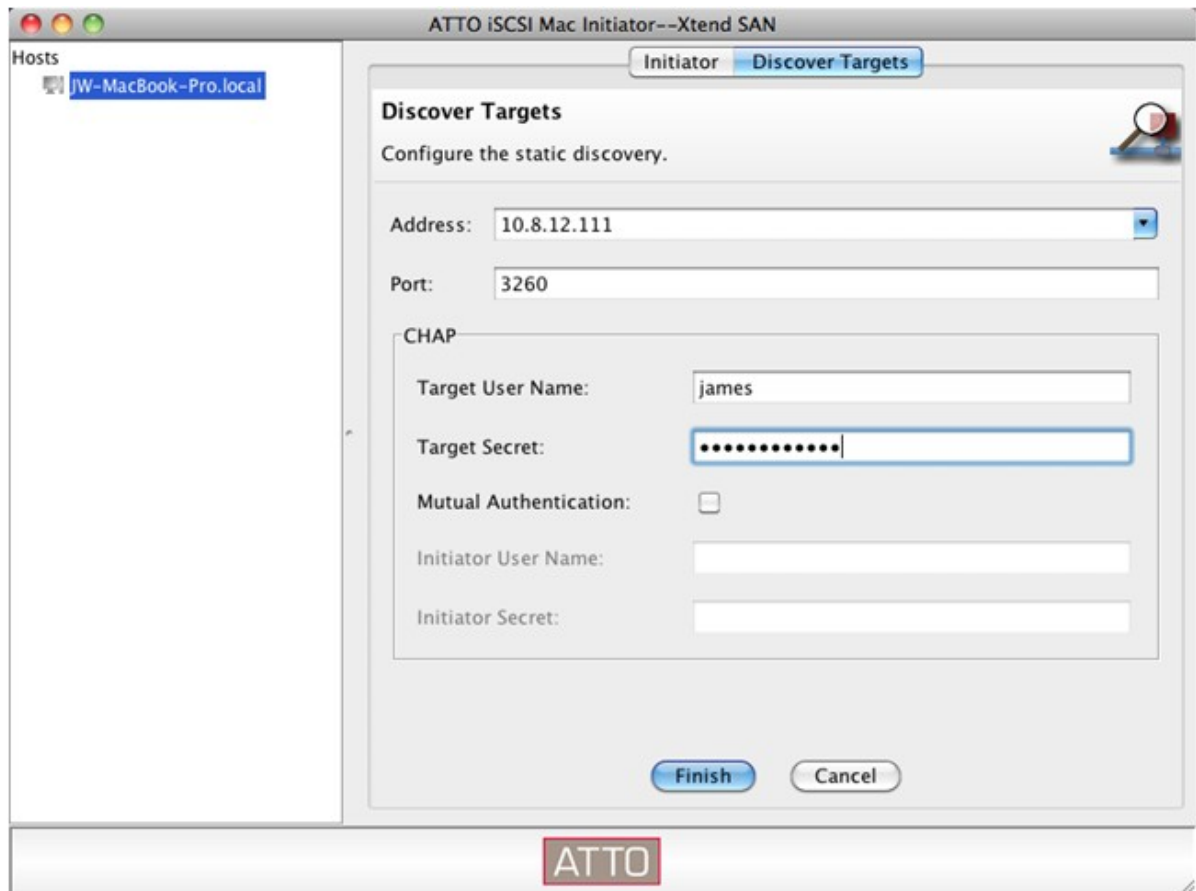 ATTO iSCSI Mac Initiator--Xtend SAN
Hosts
JW-MacBook-Pro.local
Initiator Discover Targets
Discover Targets
Configure the static discovery.
Address: 10.8.12.111
Port: 3260
CHAP
Target User Name: james
Target Secret: ••••••••••••
Mutual Authentication:
Initiator User Name:
Initiator Secret:
Finish Cancel
ATTO